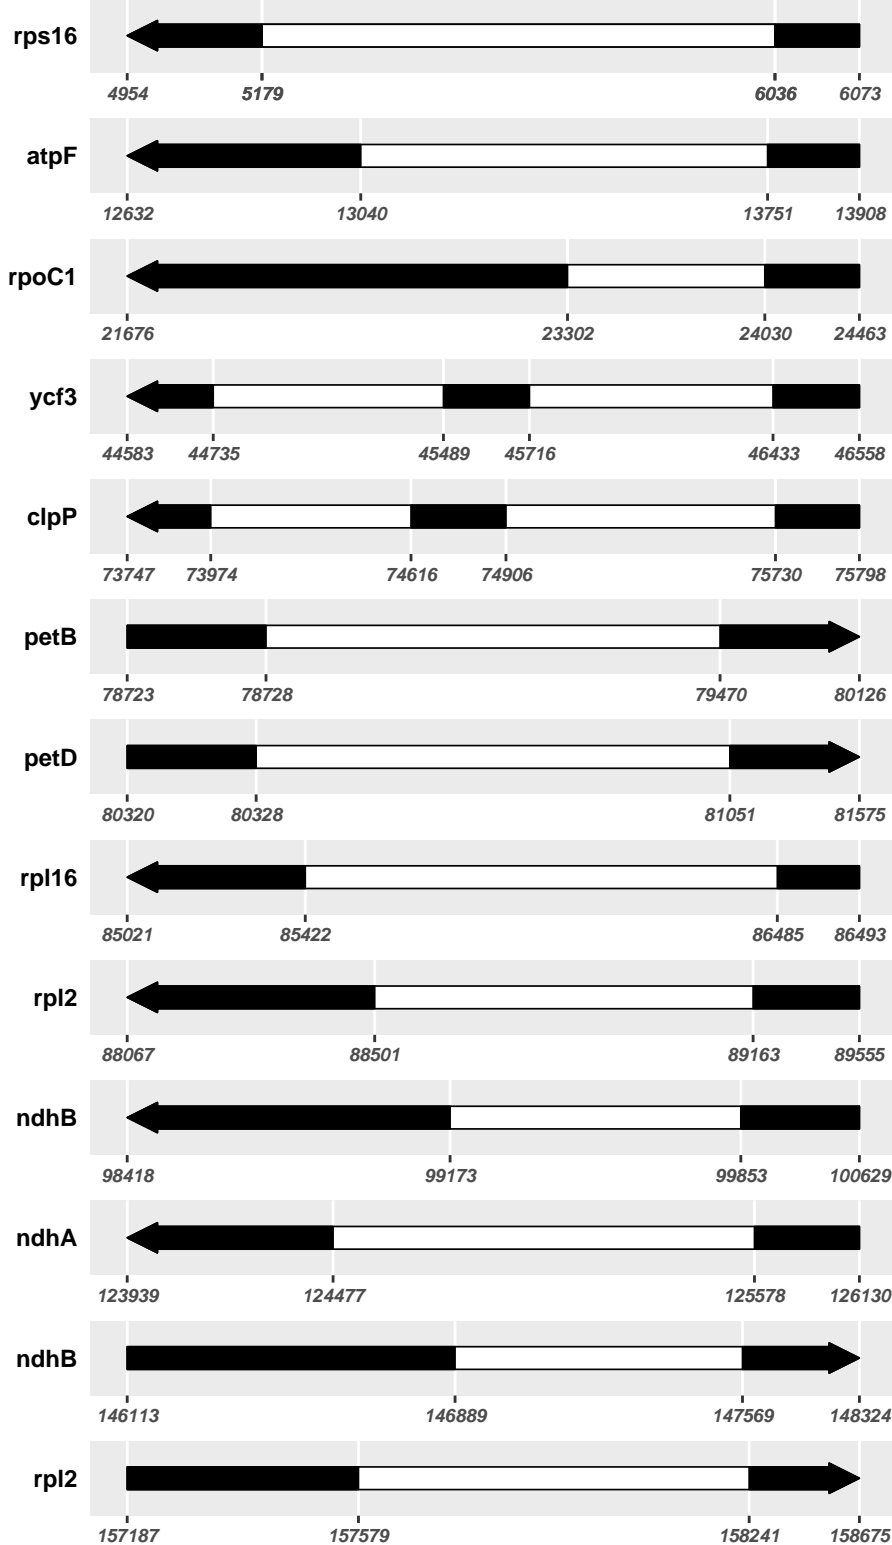 rps16
4954 5179 6036 6073
atpF
12632 13040 13751 13908
rpoC1
21676 23302 24030 24463
ycf3
44583 44735 45489 45716 46433 46558
clpP
73747 73974 74616 74906 75730 75798
petB
78723 78728 79470 80126
petD
80320 80328 81051 81575
rpl16
85021 85422 86485 86493
rpl2
88067 88501 89163 89555
ndhB
98418 99173 99853 100629
ndhA
123939 124477 125578 126130
ndhB
146113 146889 147569 148324
rpl2
157187 157579 158241 158675